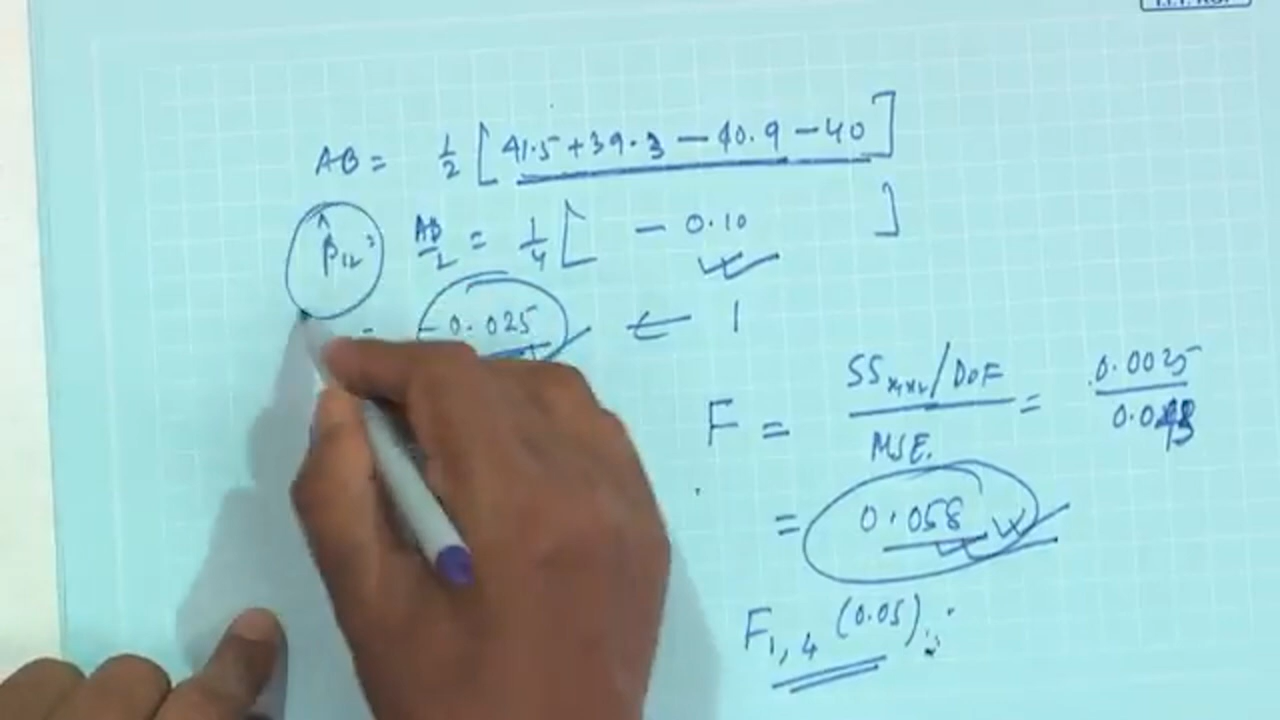 AB = 1/2 [ 41.5 + 39.3 − 40.9 − 40 ]
β̂12 = AB/2 = 1/4 [ − 0.10 ]
= − 0.025 ← 1
F = SSx1x2/DOF / MSE. = 0.0025 / 0.043
= 0.058
F1,4 (0.05)